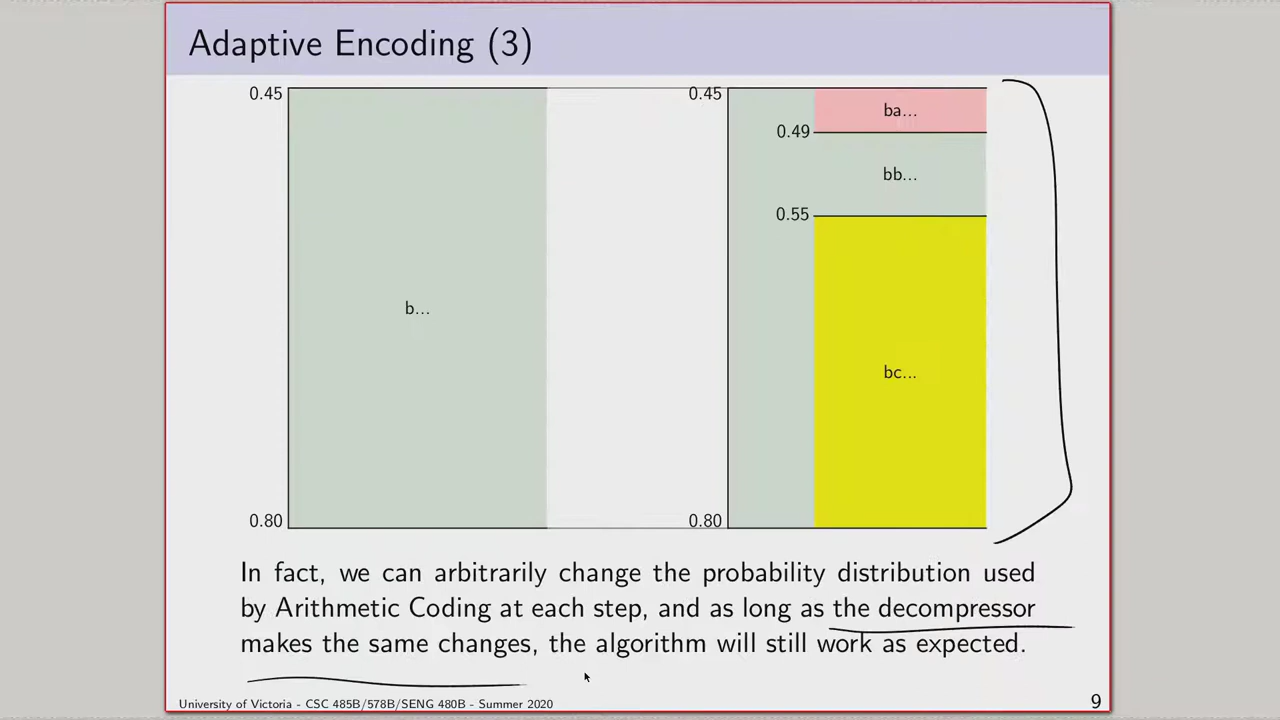 Adaptive Encoding (3)
0.45
0.45
ba...
0.49
bb...
0.55
b...
bc...
0.80
0.80
In fact, we can arbitrarily change the probability distribution used
by Arithmetic Coding at each step, and as long as the decompressor
makes the same changes, the algorithm will still work as expected.
University of Victoria - CSC 485B/578B/SENG 480B - Summer 2020
9